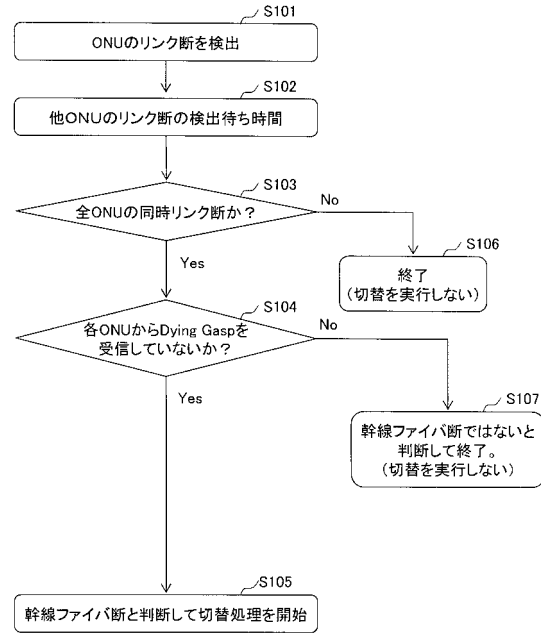 S101
ONUのリンク断を検出
S102
他ONUのリンク断の検出待ち時間
S103
全ONUの同時リンク断か？
No
Yes
S106
終了
（切替を実行しない）
S104
各ONUからDying Gaspを
受信していないか？
No
Yes
S107
幹線ファイバ断ではないと
判断して終了。
（切替を実行しない）
S105
幹線ファイバ断と判断して切替処理を開始